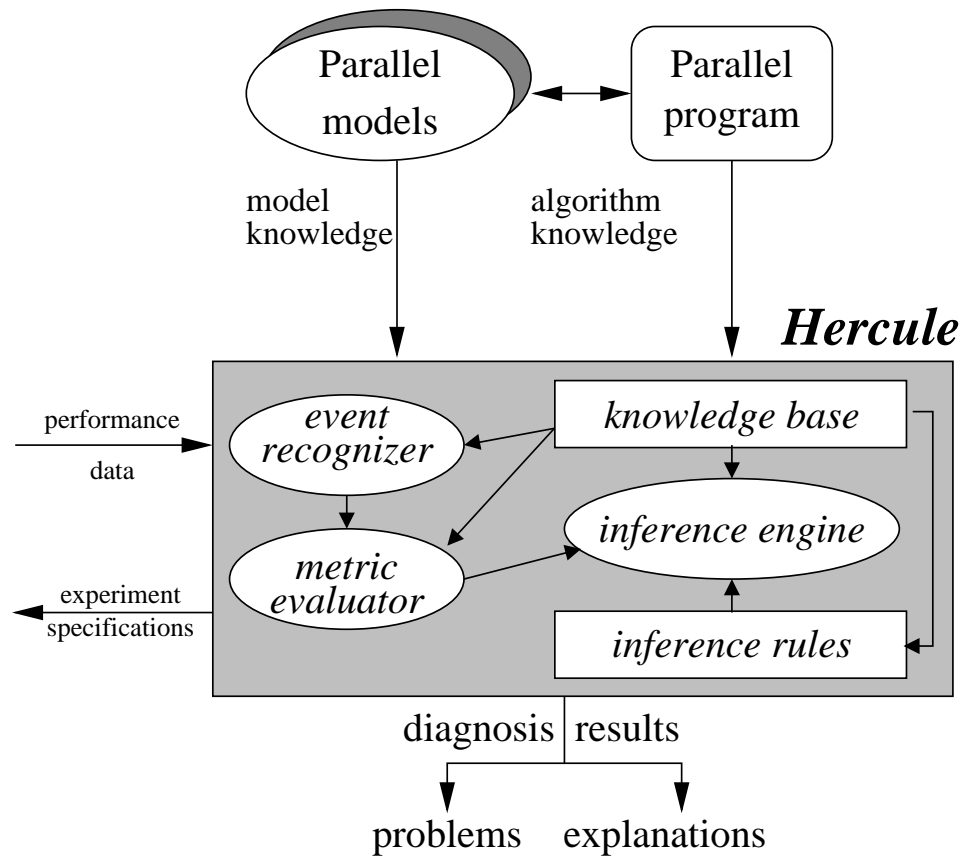 Parallel
models
Parallel
program
model
knowledge
algorithm
knowledge
Hercule
performance
data
event
recognizer
knowledge base
inference engine
metric
evaluator
experiment
specifications
inference rules
diagnosis results
problems
explanations